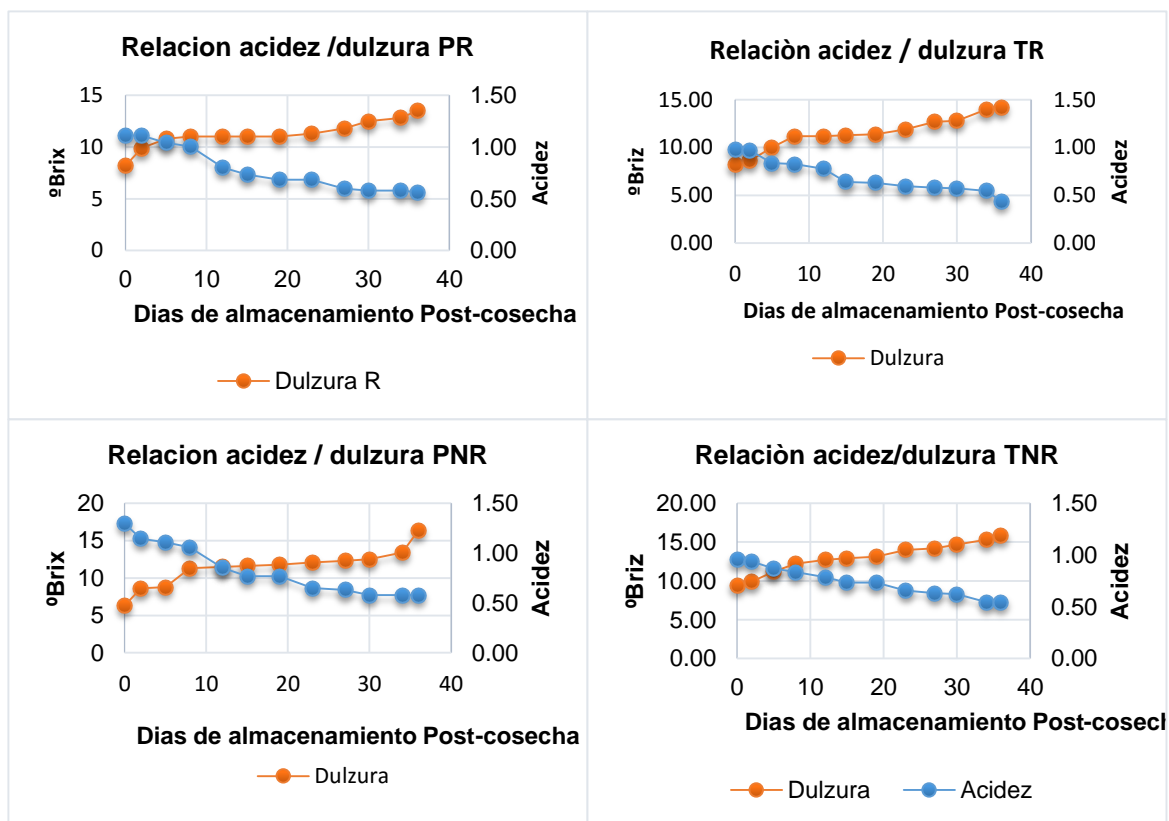 Relacion acidez /dulzura PR
15
10
5
0
ºBrix
1.50
1.00
0.50
0.00
Acidez
0 10 20 30 40
Dias de almacenamiento Post-cosecha
Dulzura R
Relaciòn acidez / dulzura TR
15.00
10.00
5.00
0.00
ºBriz
1.50
1.00
0.50
0.00
Acidez
0 10 20 30 40
Dias de almacenamiento Post-cosecha
Dulzura
Relacion acidez / dulzura PNR
20
15
10
5
0
ºBrix
1.50
1.00
0.50
0.00
Acidez
0 10 20 30 40
Dias de almacenamiento Post-cosecha
Dulzura
Relaciòn acidez/dulzura TNR
20.00
15.00
10.00
5.00
0.00
ºBriz
1.50
1.00
0.50
0.00
Acidez
0 10 20 30 40
Dias de almacenamiento Post-cosech
Dulzura Acidez